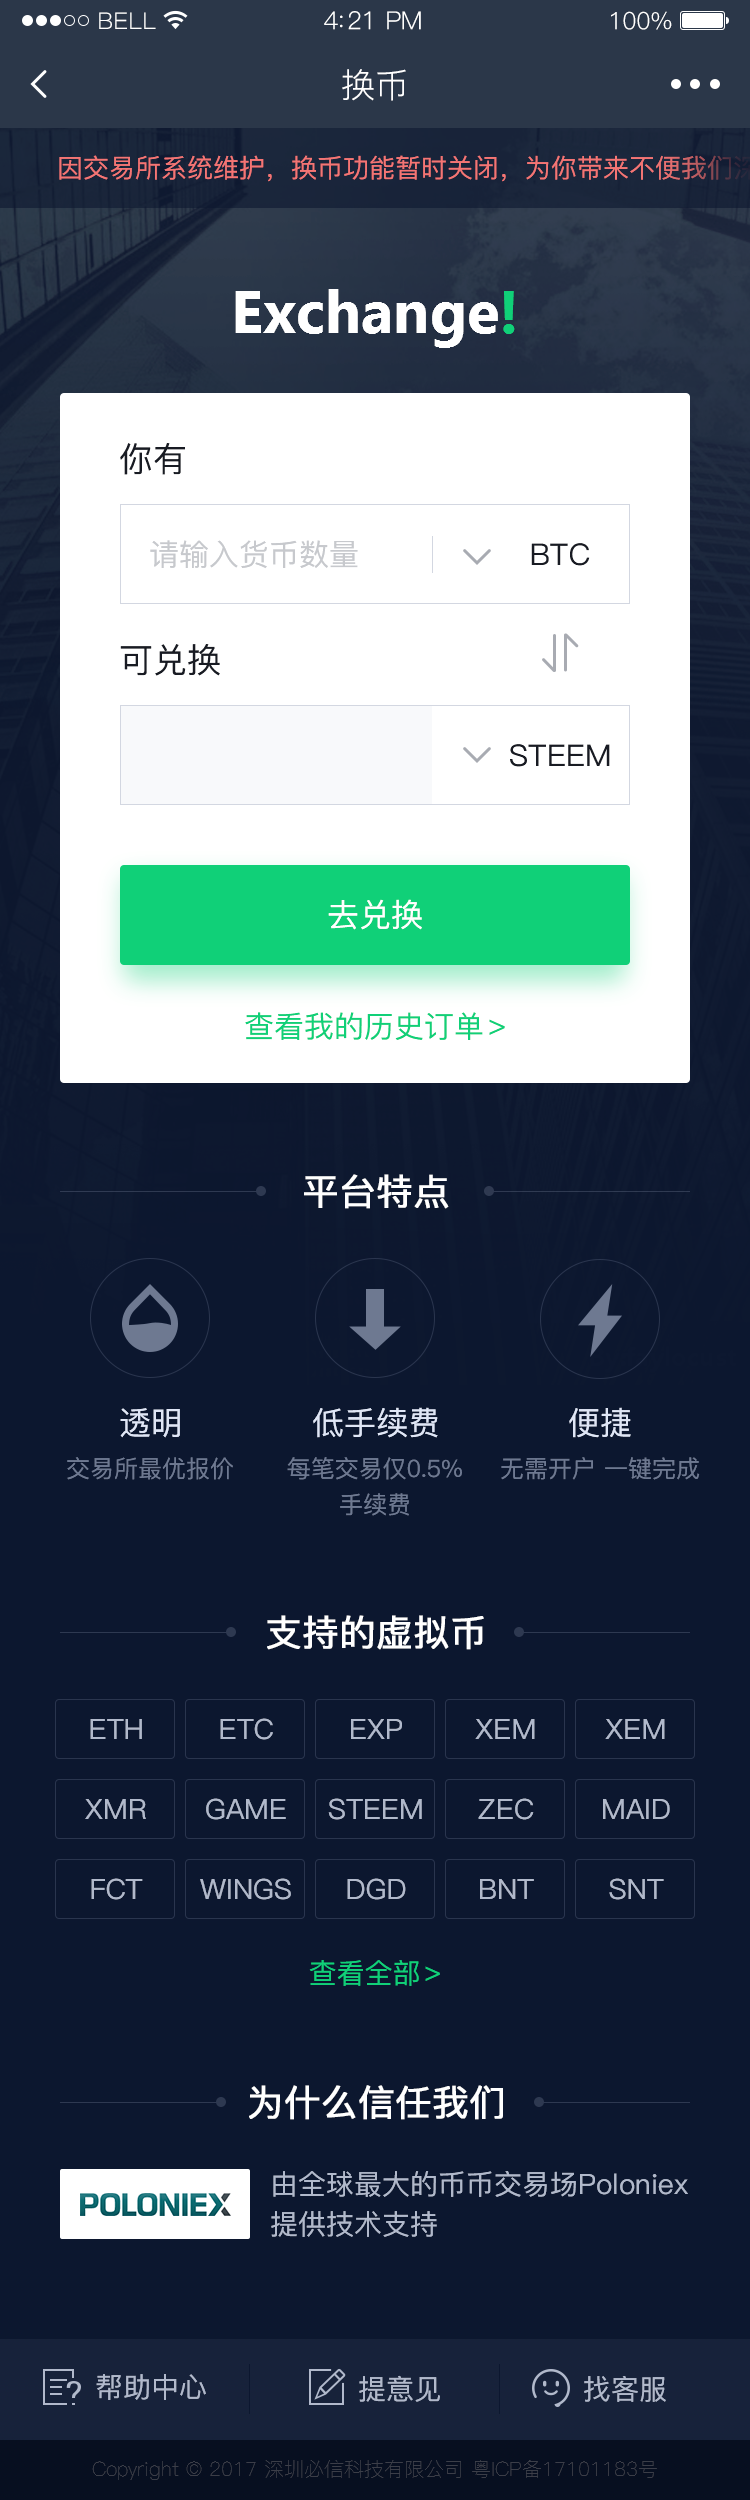 BELL 4:21 PM 100%
换币
因交易所系统维护，换币功能暂时关闭，为你带来不便我们深
Exchange!
你有
请输入货币数量 BTC
可兑换
STEEM
去兑换
查看我的历史订单>
平台特点
透明 低手续费 便捷
交易所最优报价 每笔交易仅0.5% 无需开户 一键完成
手续费
支持的虚拟币
ETH ETC EXP XEM XEM
XMR GAME STEEM ZEC MAID
FCT WINGS DGD BNT SNT
查看全部>
为什么信任我们
POLONIEX
由全球最大的币币交易场Poloniex
提供技术支持
帮助中心 提意见 找客服
Copyright © 2017 深圳必信科技有限公司 粤ICP备17101183号